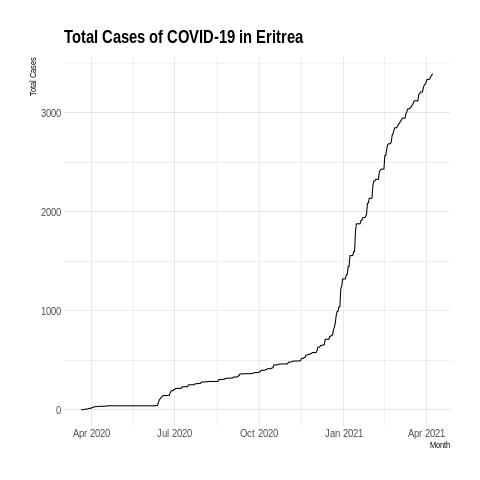 Total Cases of COVID-19 in Eritrea
Total Cases
3000
2000
1000
0
Apr 2020 Jul 2020 Oct 2020 Jan 2021 Apr 2021
Month